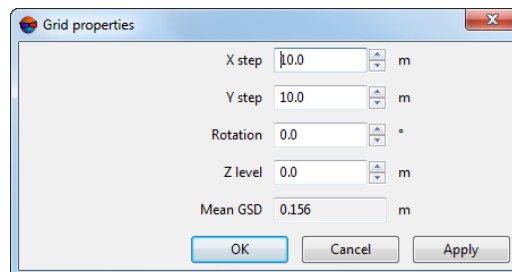 Grid properties
X step 10.0 m
Y step 10.0 m
Rotation 0.0 °
Z level 0.0 m
Mean GSD 0.156 m
OK Cancel Apply